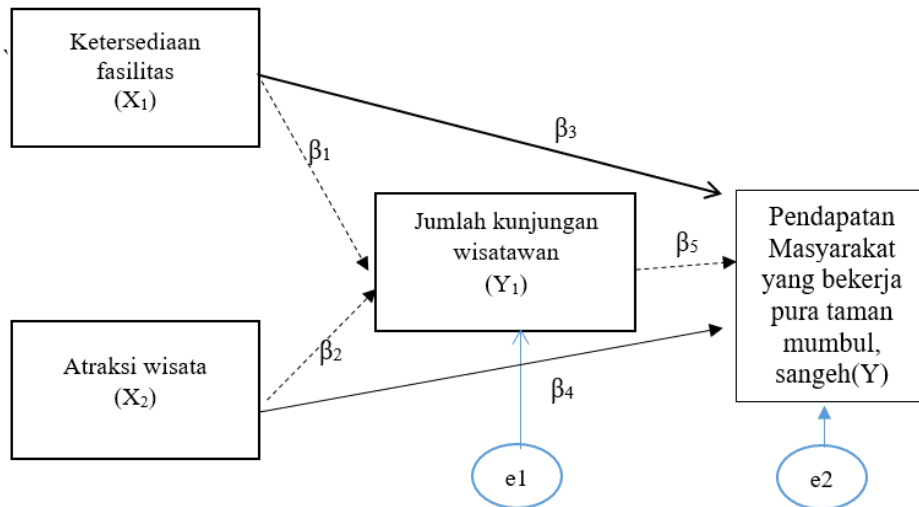 Ketersediaan
fasilitas
(X₁)
β₃
β₁
Jumlah kunjungan
wisatawan
(Y₁)
β₅
Pendapatan
Masyarakat
yang bekerja
pura taman
mumbul,
sangeh(Y)
Atraksi wisata
(X₂)
β₂
β₄
e1
e2